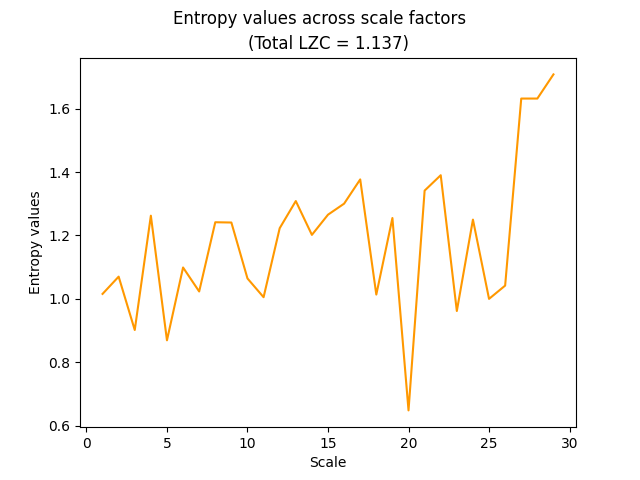 Entropy values across scale factors
(Total LZC = 1.137)
1.6
1.4
1.2
1.0
0.8
0.6
Entropy values
0 5 10 15 20 25 30
Scale